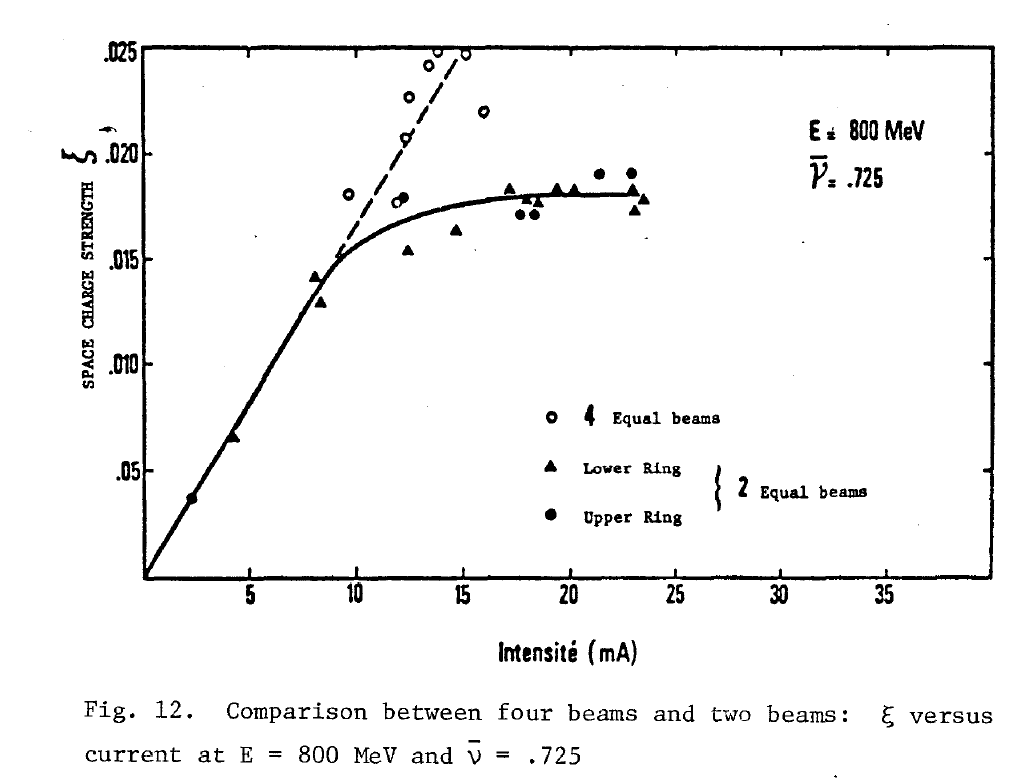 .025
.020
.015
.010
.05
SPACE CHARGE STRENGTH ξ
E = 800 MeV
ν̄ = .725
4 Equal beams
Lower Ring
Upper Ring
2 Equal beams
5 10 15 20 25 30 35
Intensité (mA)
Fig. 12. Comparison between four beams and two beams: ξ versus
current at E = 800 MeV and ν̄ = .725